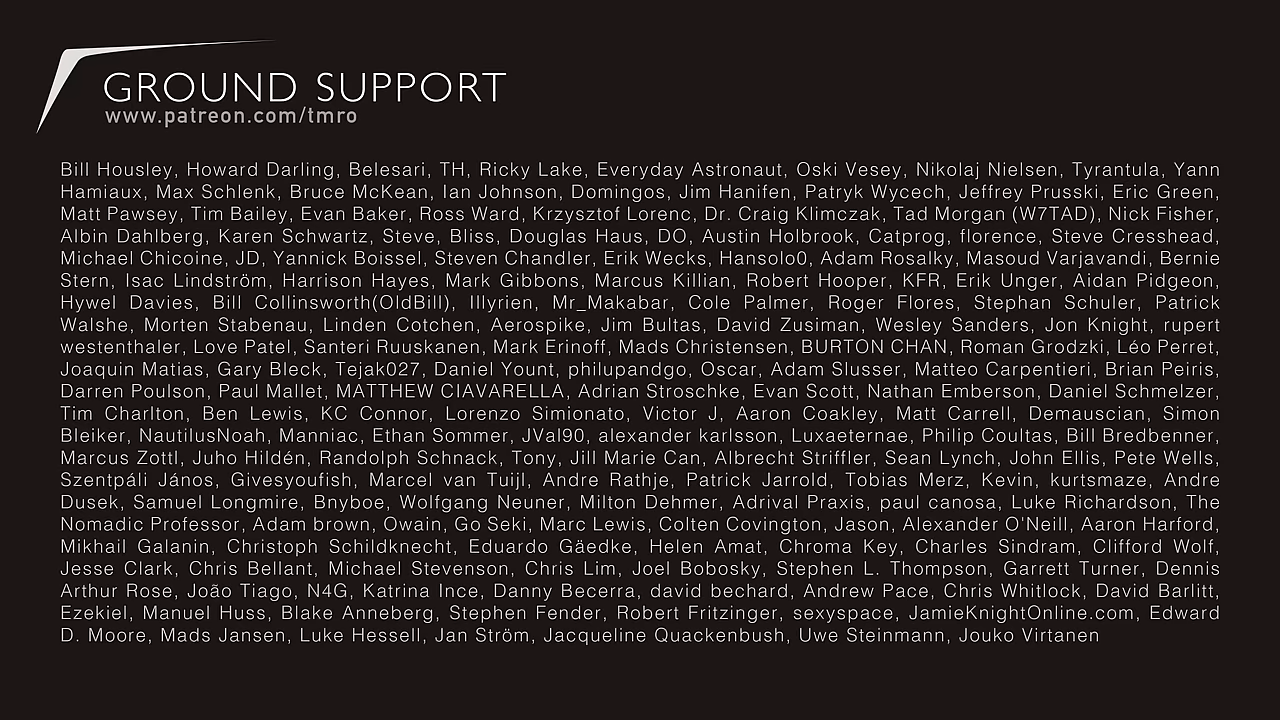 GROUND SUPPORT
www.patreon.com/tmro
Bill Housley, Howard Darling, Belesari, TH, Ricky Lake, Everyday Astronaut, Oski Vesey, Nikolaj Nielsen, Tyrantula, Yann
Hamiaux, Max Schlenk, Bruce McKean, Ian Johnson, Domingos, Jim Hanifen, Patryk Wycech, Jeffrey Prusski, Eric Green,
Matt Pawsey, Tim Bailey, Evan Baker, Ross Ward, Krzysztof Lorenc, Dr. Craig Klimczak, Tad Morgan (W7TAD), Nick Fisher,
Albin Dahlberg, Karen Schwartz, Steve, Bliss, Douglas Haus, DO, Austin Holbrook, Catprog, florence, Steve Cresshead,
Michael Chicoine, JD, Yannick Boissel, Steven Chandler, Erik Wecks, Hansolo0, Adam Rosalky, Masoud Varjavandi, Bernie
Stern, Isac Lindström, Harrison Hayes, Mark Gibbons, Marcus Killian, Robert Hooper, KFR, Erik Unger, Aidan Pidgeon,
Hywel Davies, Bill Collinsworth(OldBill), Illyrien, Mr_Makabar, Cole Palmer, Roger Flores, Stephan Schuler, Patrick
Walshe, Morten Stabenau, Linden Cotchen, Aerospike, Jim Bultas, David Zusiman, Wesley Sanders, Jon Knight, rupert
westenthaler, Love Patel, Santeri Ruuskanen, Mark Erinoff, Mads Christensen, BURTON CHAN, Roman Grodzki, Léo Perret,
Joaquin Matias, Gary Bleck, Tejak027, Daniel Yount, philupandgo, Oscar, Adam Slusser, Matteo Carpentieri, Brian Peiris,
Darren Poulson, Paul Mallet, MATTHEW CIAVARELLA, Adrian Stroschke, Evan Scott, Nathan Emberson, Daniel Schmelzer,
Tim Charlton, Ben Lewis, KC Connor, Lorenzo Simionato, Victor J, Aaron Coakley, Matt Carrell, Demauscian, Simon
Bleiker, NautilusNoah, Manniac, Ethan Sommer, JVal90, alexander karlsson, Luxaeternae, Philip Coultas, Bill Bredbenner,
Marcus Zottl, Juho Hildén, Randolph Schnack, Tony, Jill Marie Can, Albrecht Striffler, Sean Lynch, John Ellis, Pete Wells,
Szentpáli János, Givesyoufish, Marcel van Tuijl, Andre Rathje, Patrick Jarrold, Tobias Merz, Kevin, kurtsmaze, Andre
Dusek, Samuel Longmire, Bnyboe, Wolfgang Neuner, Milton Dehmer, Adrival Praxis, paul canosa, Luke Richardson, The
Nomadic Professor, Adam brown, Owain, Go Seki, Marc Lewis, Colten Covington, Jason, Alexander O'Neill, Aaron Harford,
Mikhail Galanin, Christoph Schildknecht, Eduardo Gäedke, Helen Amat, Chroma Key, Charles Sindram, Clifford Wolf,
Jesse Clark, Chris Bellant, Michael Stevenson, Chris Lim, Joel Bobosky, Stephen L. Thompson, Garrett Turner, Dennis
Arthur Rose, João Tiago, N4G, Katrina Ince, Danny Becerra, david bechard, Andrew Pace, Chris Whitlock, David Barlitt,
Ezekiel, Manuel Huss, Blake Anneberg, Stephen Fender, Robert Fritzinger, sexyspace, JamieKnightOnline.com, Edward
D. Moore, Mads Jansen, Luke Hessell, Jan Ström, Jacqueline Quackenbush, Uwe Steinmann, Jouko Virtanen